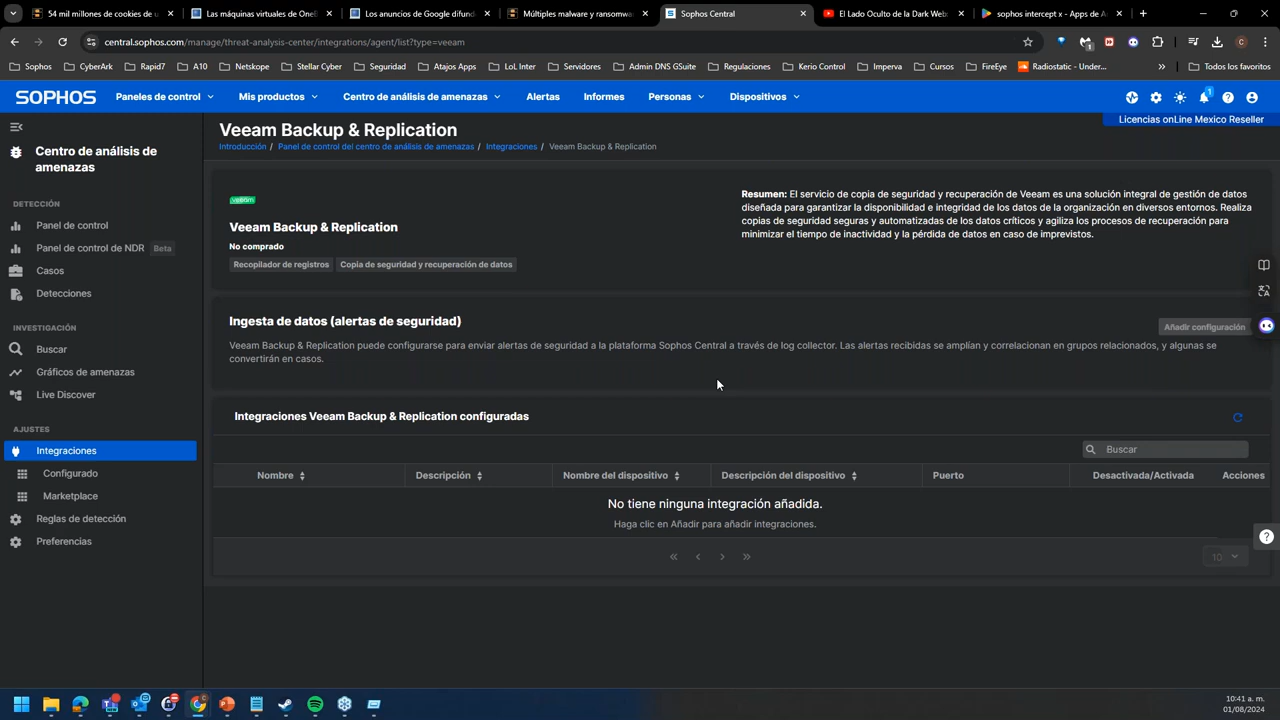 54 mil millones de cookies de u
Las máquinas virtuales de OneF
Los anuncios de Google difund
Múltiples malware y ransomwa
Sophos Central
El Lado Oculto de la Dark Web
sophos intercept x - Apps de A
central.sophos.com/manage/threat-analysis-center/integrations/agent/list?type=veeam
Sophos
CyberArk
Rapid7
A10
Netskope
Stellar Cyber
Seguridad
Atajos Apps
LoL Inter
Servidores
Admin DNS GSuite
Regulaciones
Kerio Control
Imperva
Cursos
FireEye
Radiostatic - Under...
Todos los favoritos
SOPHOS
Paneles de control
Mis productos
Centro de análisis de amenazas
Alertas
Informes
Personas
Dispositivos
1
Licencias onLine Mexico Reseller
Centro de análisis de
amenazas
DETECCIÓN
Panel de control
Panel de control de NDR Beta
Casos
Detecciones
INVESTIGACIÓN
Buscar
Gráficos de amenazas
Live Discover
AJUSTES
Integraciones
Configurado
Marketplace
Reglas de detección
Preferencias
Veeam Backup & Replication
Introducción / Panel de control del centro de análisis de amenazas / Integraciones / Veeam Backup & Replication
veeam
Veeam Backup & Replication
No comprado
Recopilador de registros Copia de seguridad y recuperación de datos
Resumen: El servicio de copia de seguridad y recuperación de Veeam es una solución integral de gestión de datos
diseñada para garantizar la disponibilidad e integridad de los datos de la organización en diversos entornos. Realiza
copias de seguridad seguras y automatizadas de los datos críticos y agiliza los procesos de recuperación para
minimizar el tiempo de inactividad y la pérdida de datos en caso de imprevistos.
Ingesta de datos (alertas de seguridad)
Añadir configuración
Veeam Backup & Replication puede configurarse para enviar alertas de seguridad a la plataforma Sophos Central a través de log collector. Las alertas recibidas se amplían y correlacionan en grupos relacionados, y algunas se
convertirán en casos.
Integraciones Veeam Backup & Replication configuradas
Buscar
Nombre
Descripción
Nombre del dispositivo
Descripción del dispositivo
Puerto
Desactivada/Activada
Acciones
No tiene ninguna integración añadida.
Haga clic en Añadir para añadir integraciones.
10
10:41 a. m.
01/08/2024